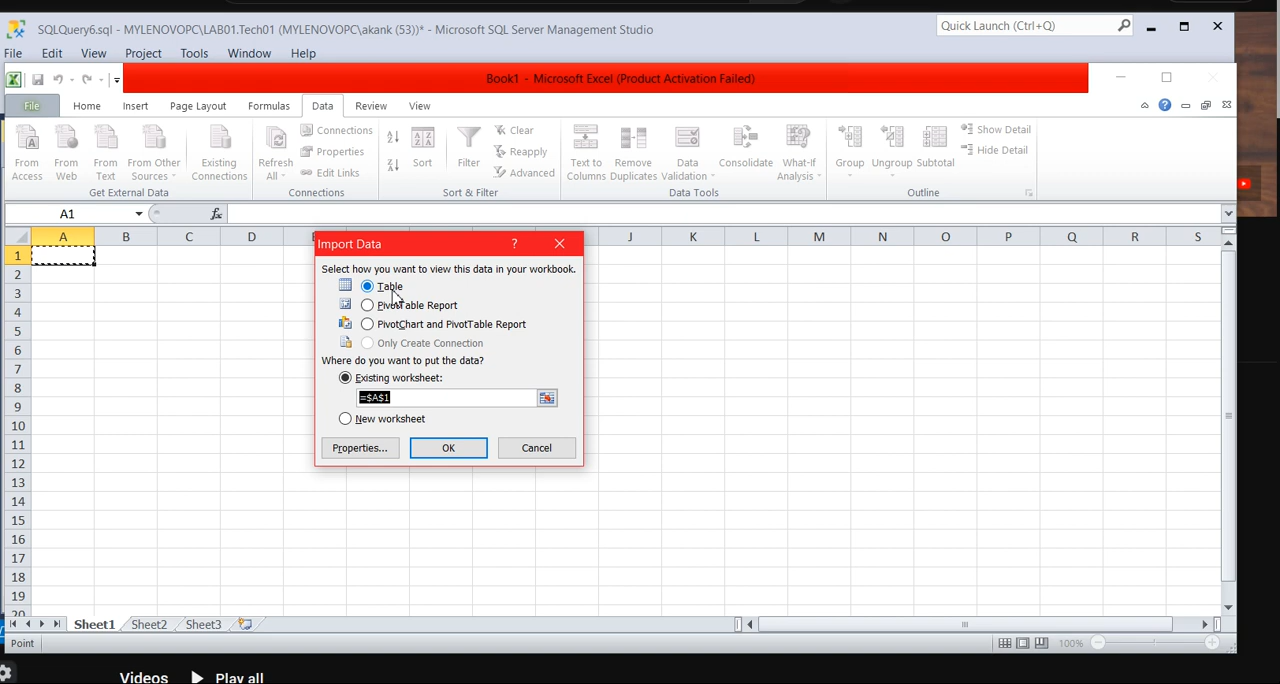 SQLQuery6.sql - MYLENOVOPC\LAB01.Tech01 (MYLENOVOPC\akank (53))* - Microsoft SQL Server Management Studio
Quick Launch (Ctrl+Q)
File Edit View Project Tools Window Help
Book1 - Microsoft Excel (Product Activation Failed)
File Home Insert Page Layout Formulas Data Review View
From Access
From Web
From Text
From Other Sources
Existing Connections
Get External Data
Refresh All
Connections
Properties
Edit Links
Connections
Sort
Filter
Clear
Reapply
Advanced
Sort & Filter
Text to Columns
Remove Duplicates
Data Validation
Consolidate
What-If Analysis
Data Tools
Group
Ungroup
Subtotal
Show Detail
Hide Detail
Outline
A1 fx
A B C D J K L M N O P Q R S
1
2
3
4
5
6
7
8
9
10
11
12
13
14
15
16
17
18
19
20
Import Data ?
Select how you want to view this data in your workbook.
Table
PivotTable Report
PivotChart and PivotTable Report
Only Create Connection
Where do you want to put the data?
Existing worksheet:
=$A$1
New worksheet
Properties... OK Cancel
Sheet1 Sheet2 Sheet3
Point 100%
Videos Play all